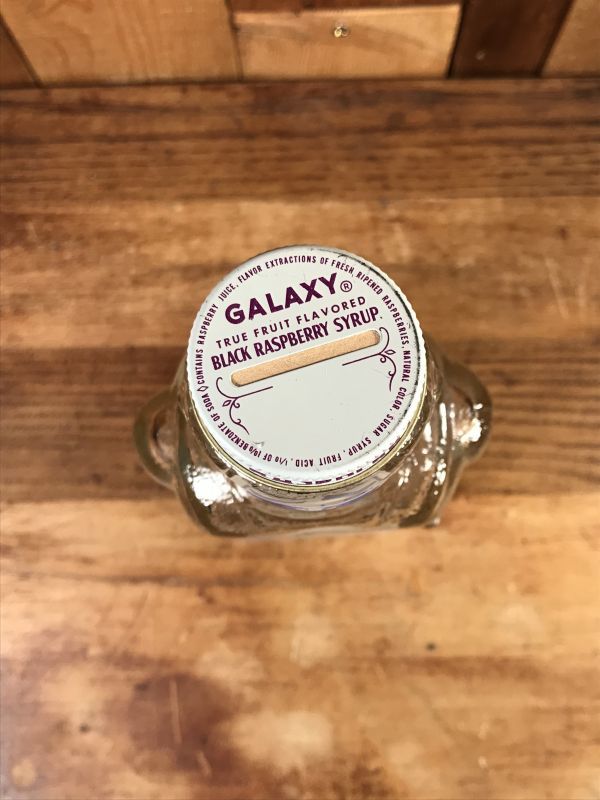 GALAXY®
TRUE FRUIT FLAVORED
BLACK RASPBERRY SYRUP
◊ CONTAINS RASPBERRY JUICE, FLAVOR EXTRACTIONS OF FRESH, RIPENED RASPBERRIES, NATURAL COLOR, SUGAR SYRUP, FRUIT ACID, 1/10 OF 1% BENZOATE OF SODA